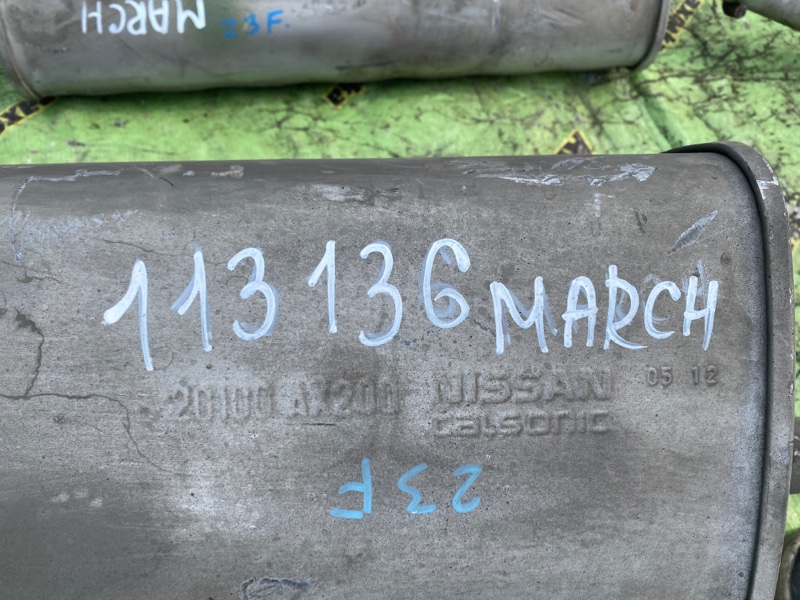 MARCH 23F.
113136 MARCH
20100 AX200 NISSAN 05 12
calsonic
23F